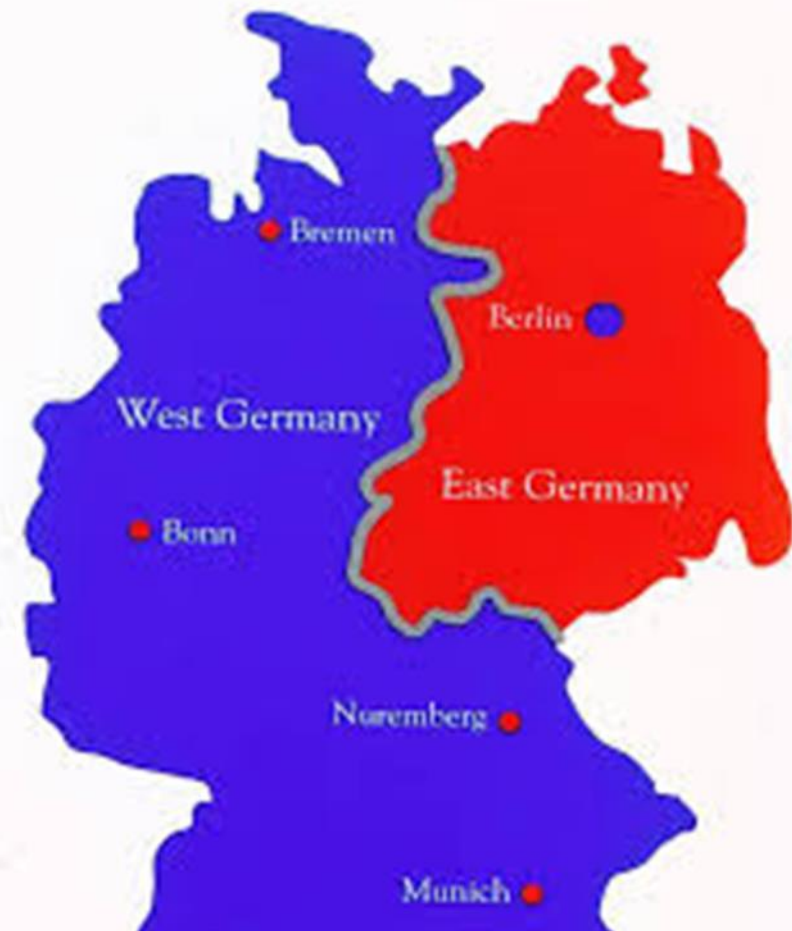 Bremen
Berlin
West Germany
East Germany
Bonn
Nuremberg
Munich